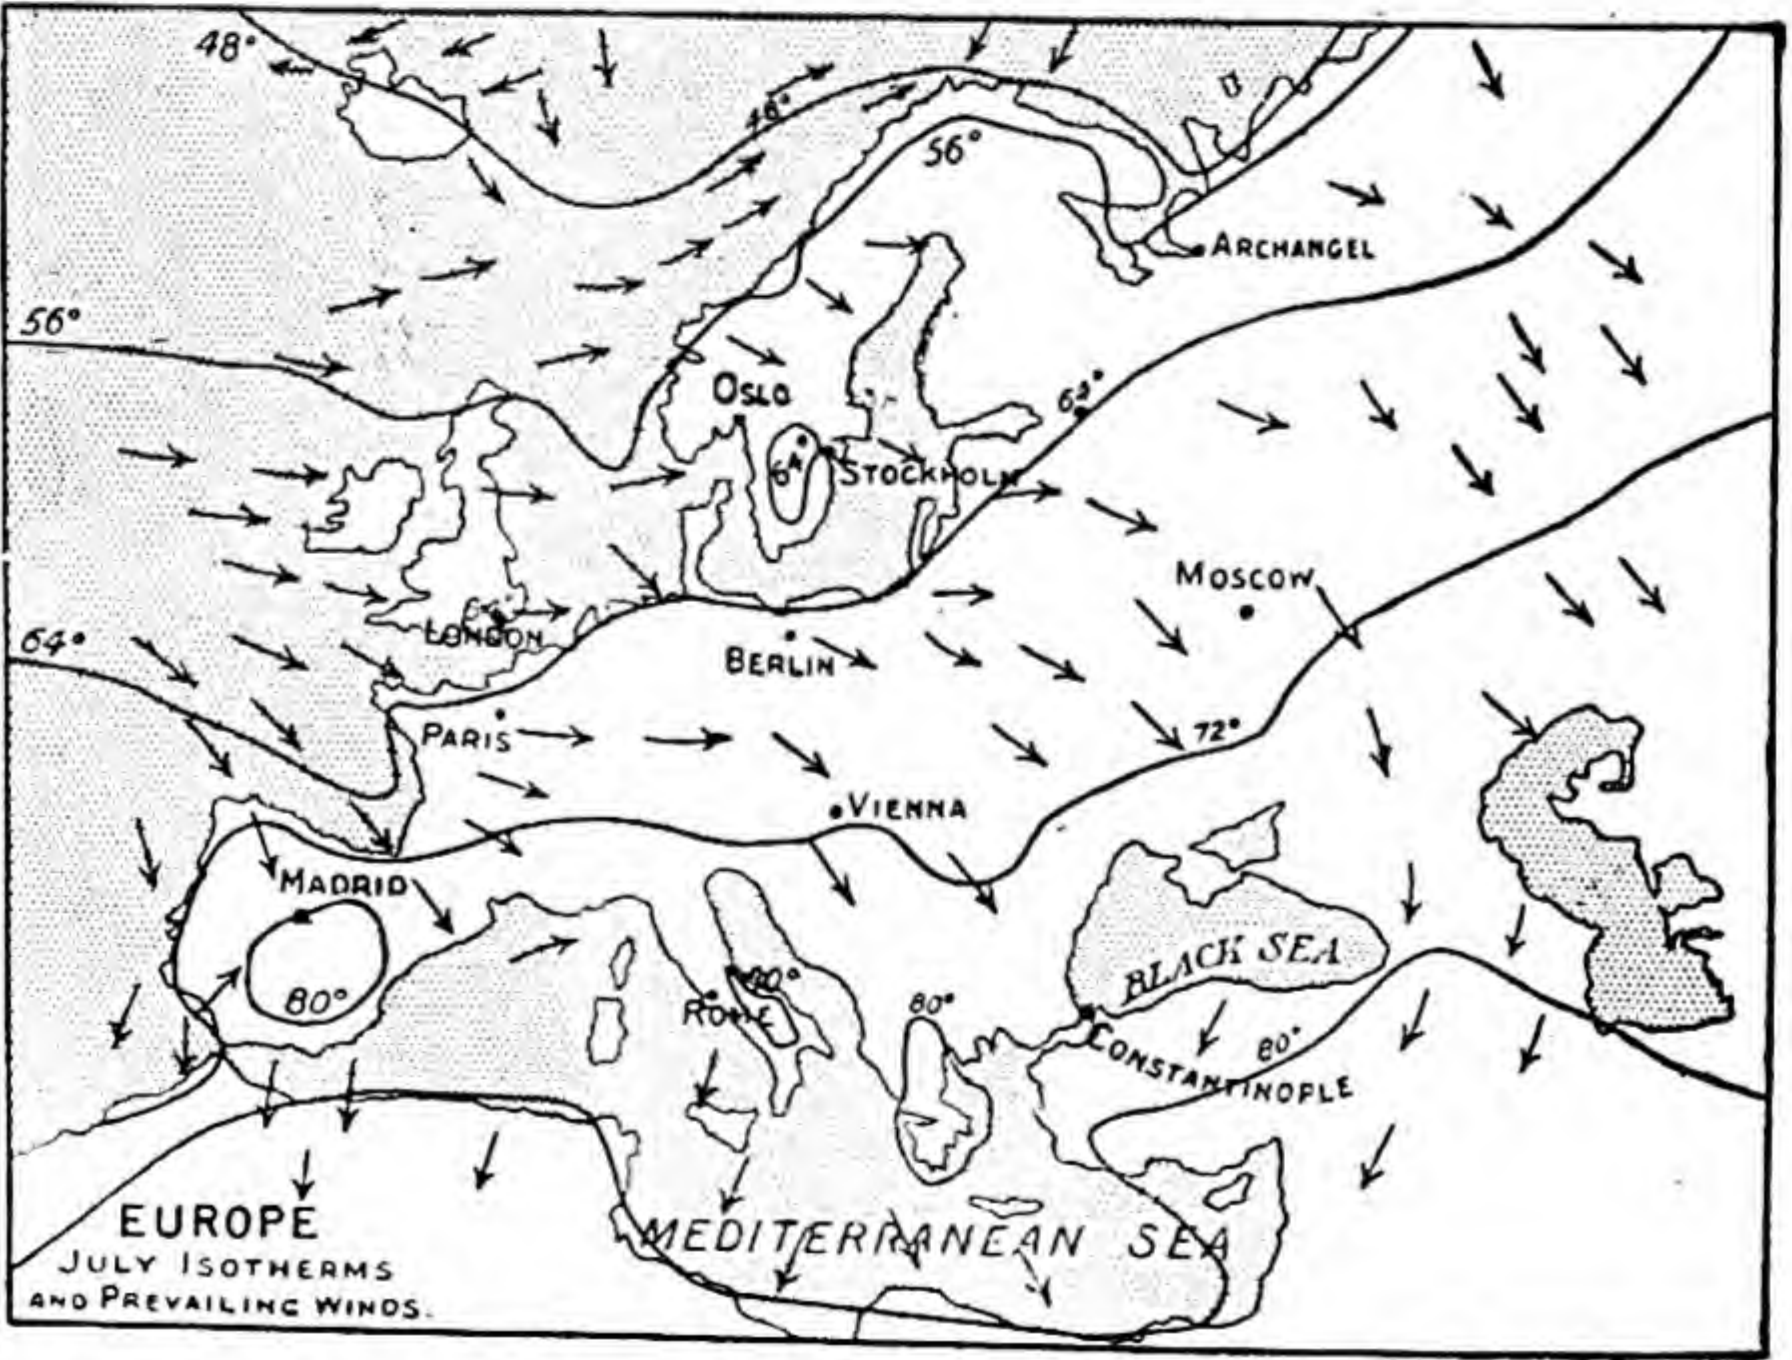 48°
48°
56°
ARCHANGEL
56°
OSLO
64°
STOCKHOLM
MOSCOW
LONDON
64°
BERLIN
PARIS
72°
VIENNA
MADRID
80°
BLACK SEA
ROME
80°
80°
CONSTANTINOPLE
EUROPE
JULY ISOTHERMS
AND PREVAILING WINDS.
MEDITERRANEAN SEA